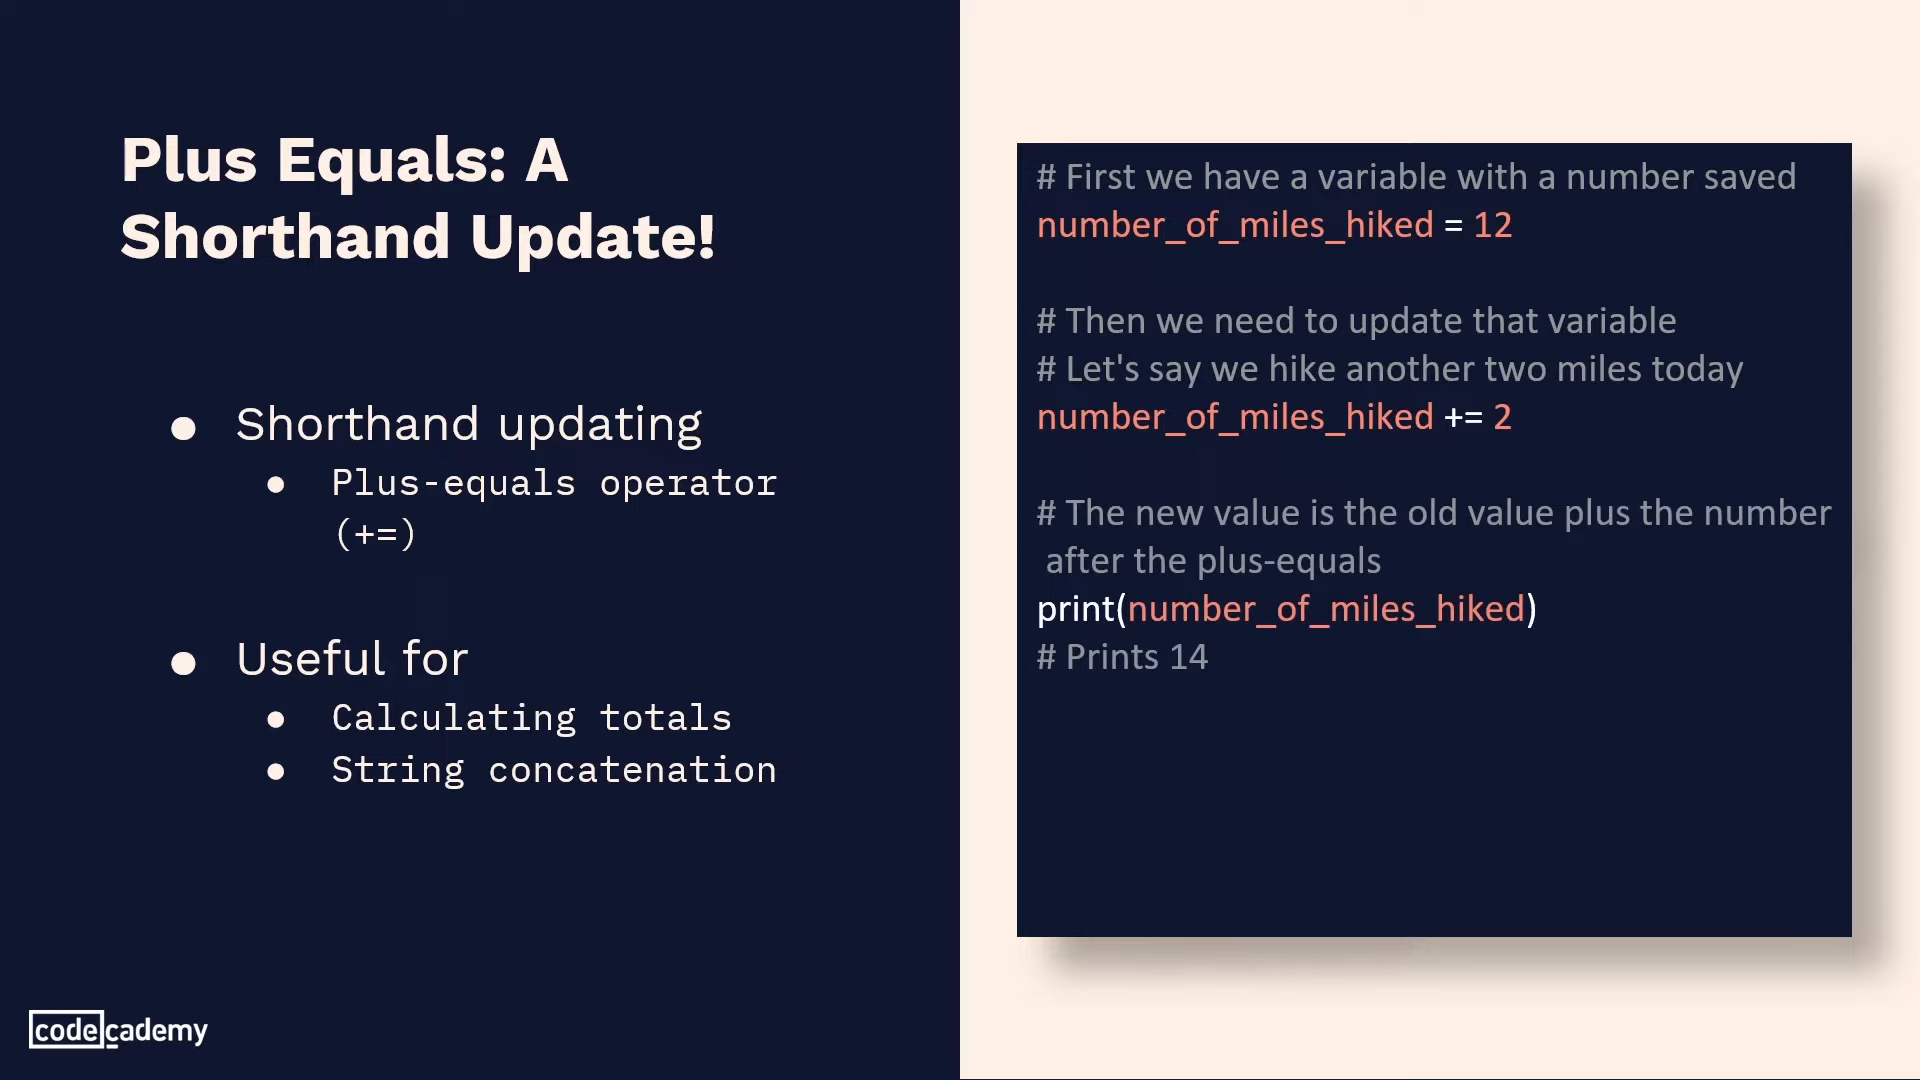 Plus Equals: A
Shorthand Update!
● Shorthand updating
● Plus-equals operator
(+=)
● Useful for
● Calculating totals
● String concatenation
codecademy
# First we have a variable with a number saved
number_of_miles_hiked = 12
# Then we need to update that variable
# Let's say we hike another two miles today
number_of_miles_hiked += 2
# The new value is the old value plus the number
after the plus-equals
print(number_of_miles_hiked)
# Prints 14